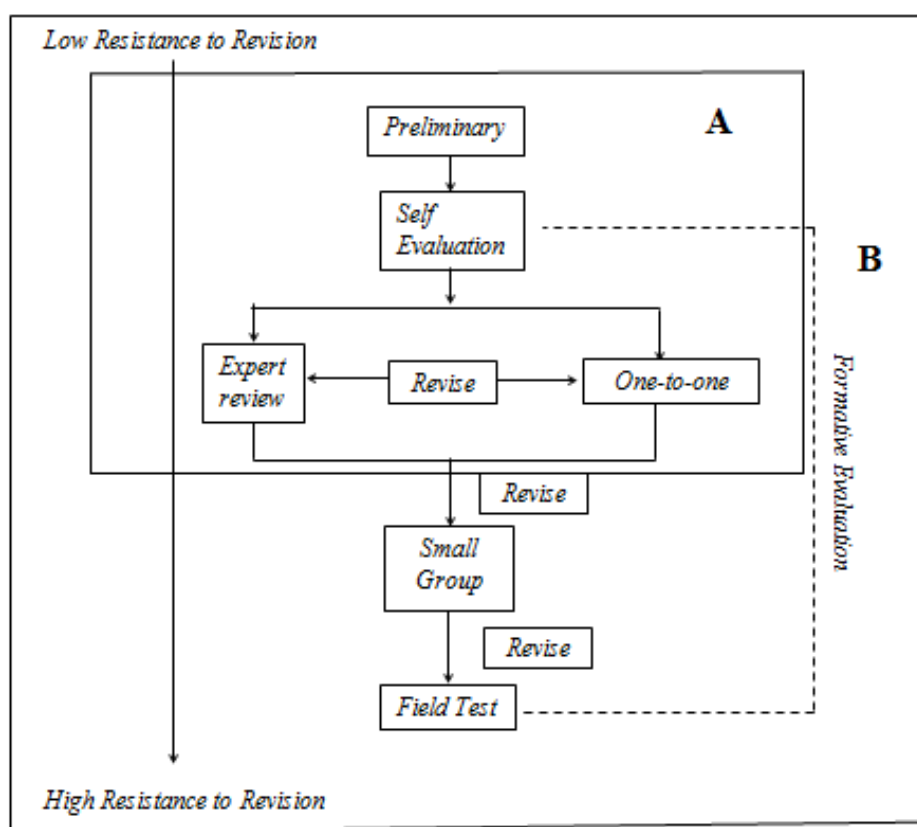 Low Resistance to Revision
A
Preliminary
Self
Evaluation
B
Expert
review
Revise
One-to-one
Formative Evaluation
Revise
Small
Group
Revise
Field Test
High Resistance to Revision